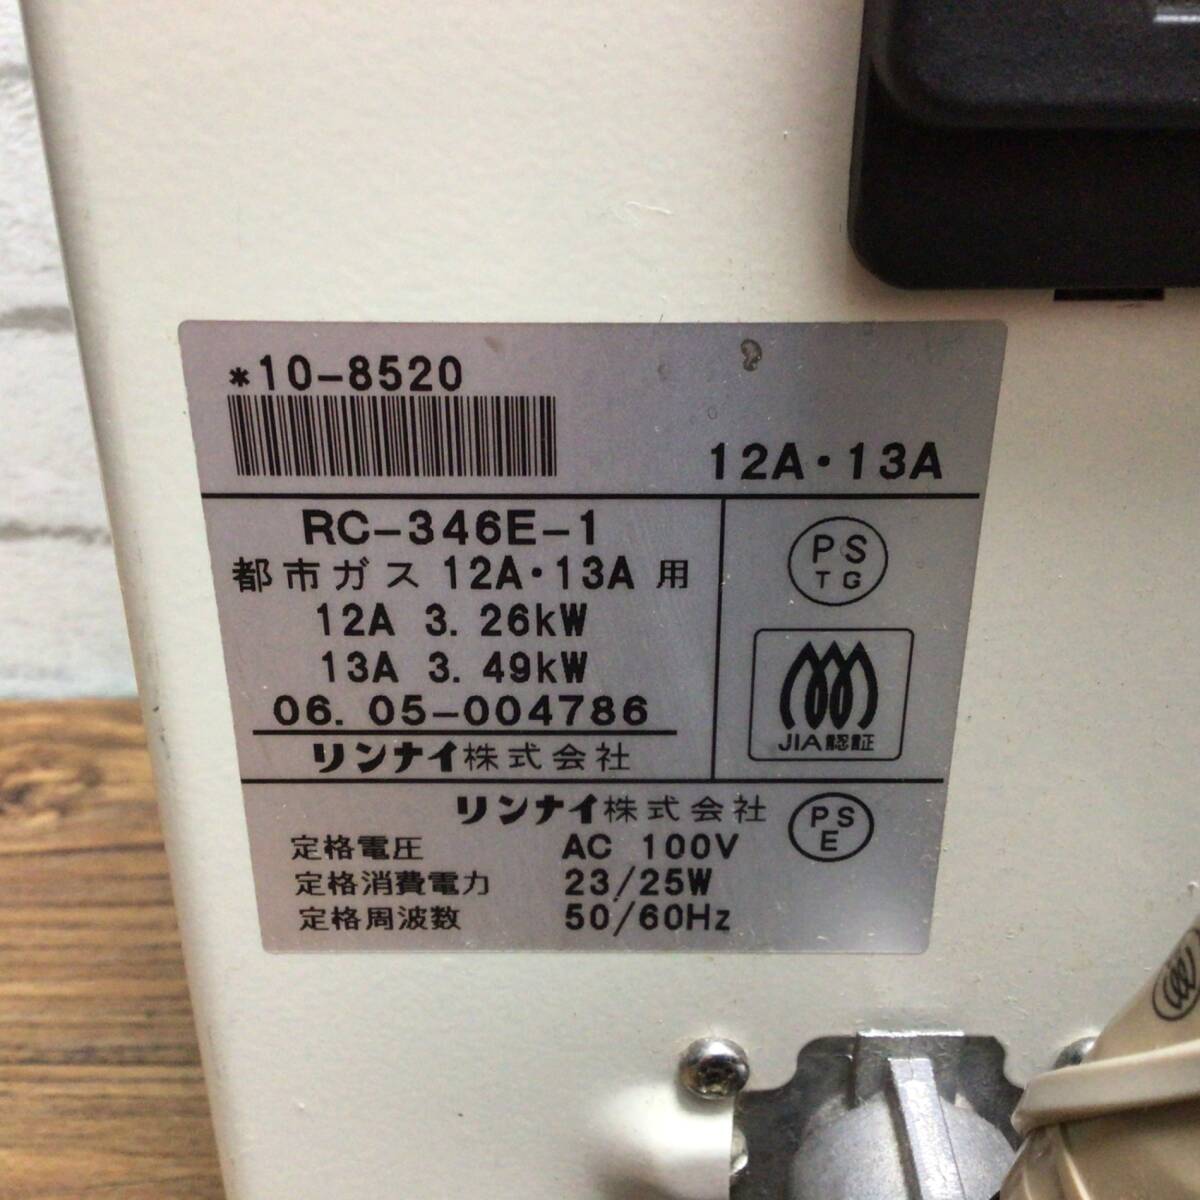 *10-8520
12A・13A
RC-346E-1
都市ガス 12A・13A 用
12A 3.26kW
13A 3.49kW
06.05-004786
リンナイ株式会社
PS
TG
JIA認証
リンナイ株式会社
PS
E
定格電圧 AC 100V
定格消費電力 23/25W
定格周波数 50/60Hz